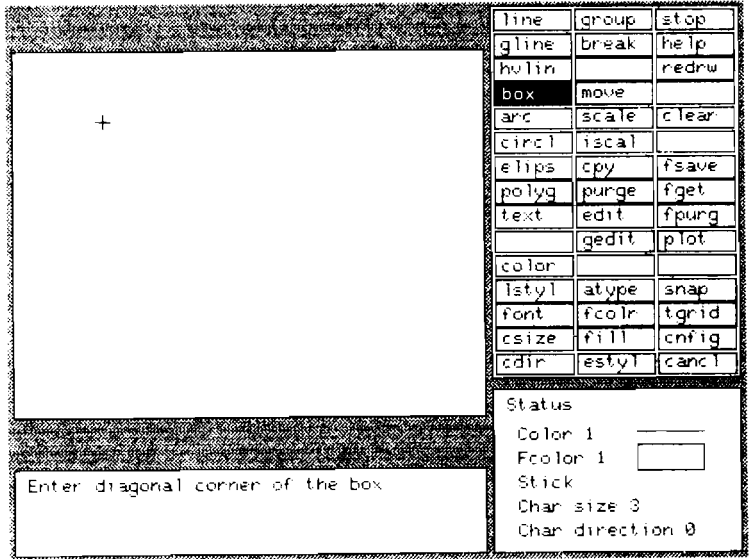 line group stop
gline break help
hvlin redrw
box move
arc scale clear
circl iscal
elips cpy fsave
polyg purge fget
text edit fpurg
gedit plot
color
lstyl atype snap
font fcolr tgrid
csize fill cnfig
cdir estyl cancl
Status
Color 1
Fcolor 1
Stick
Char size 3
Char direction 0
Enter diagonal corner of the box